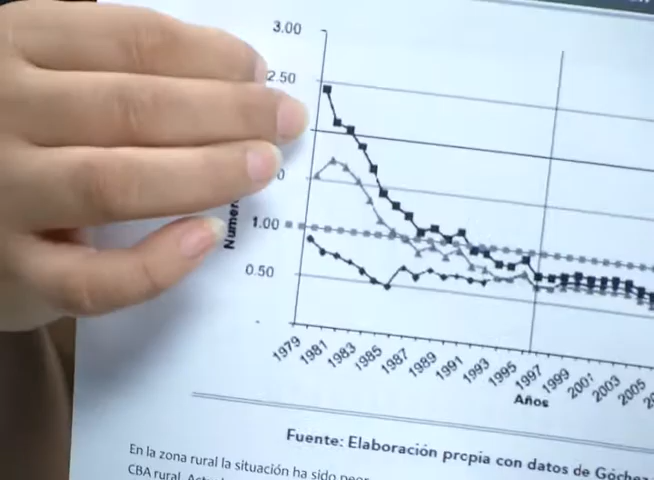 3.00
2.50
0
1.00
0.50
-
Numer
1979 1981 1983 1985 1987 1989 1991 1993 1995 1997 1999 2001 2003 2005
Años
Fuente: Elaboración propia con datos de Góchez
En la zona rural la situación ha sido peor
CBA rural.